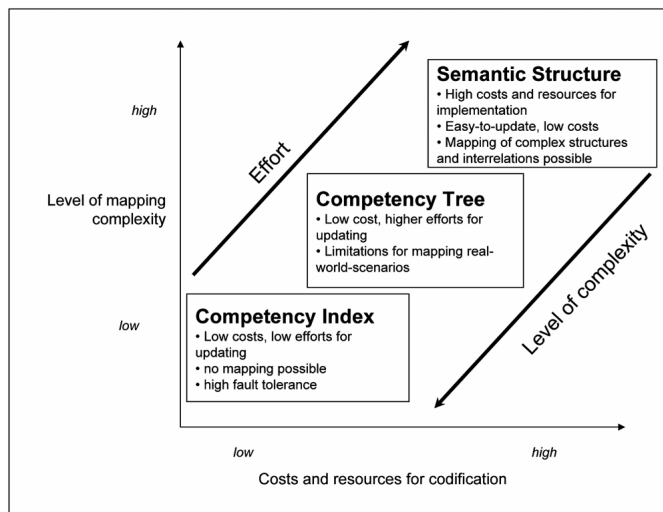 Semantic Structure
• High costs and resources for
implementation
• Easy-to-update, low costs
• Mapping of complex structures
and interrelations possible
high
Effort
Level of mapping
complexity
Competency Tree
• Low cost, higher efforts for
updating
• Limitations for mapping real-
world-scenarios
Level of complexity
low
Competency Index
• Low costs, low efforts for
updating
• no mapping possible
• high fault tolerance
low
high
Costs and resources for codification